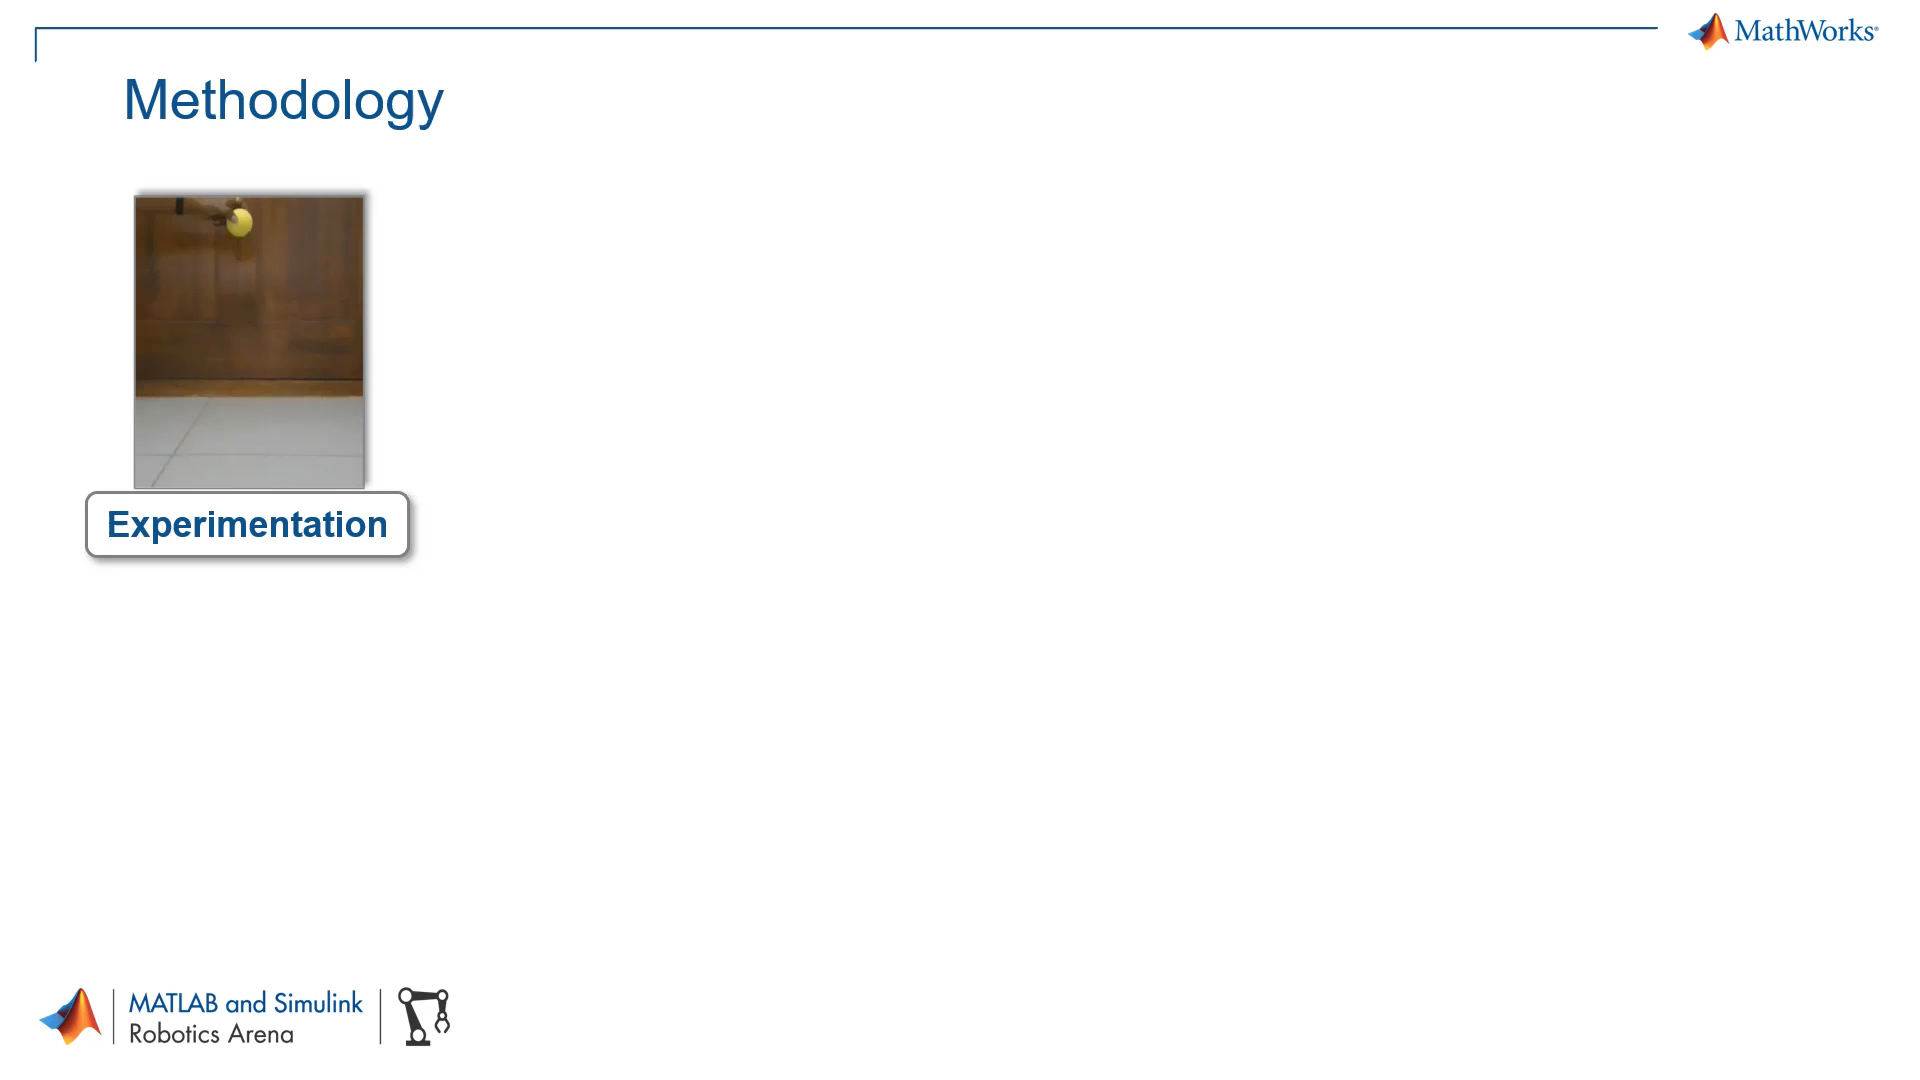 MathWorks®
Methodology
Experimentation
MATLAB and Simulink
Robotics Arena